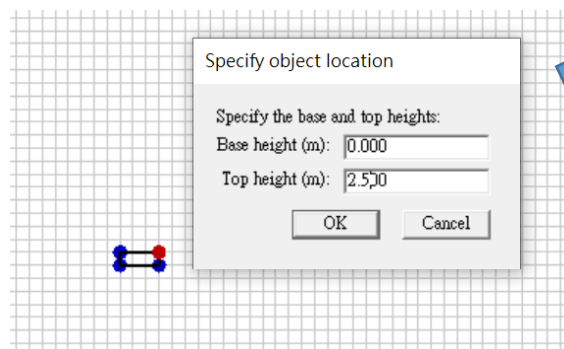 Specify object location
Specify the base and top heights:
Base height (m): 0.000
Top height (m): 2.500
OK Cancel